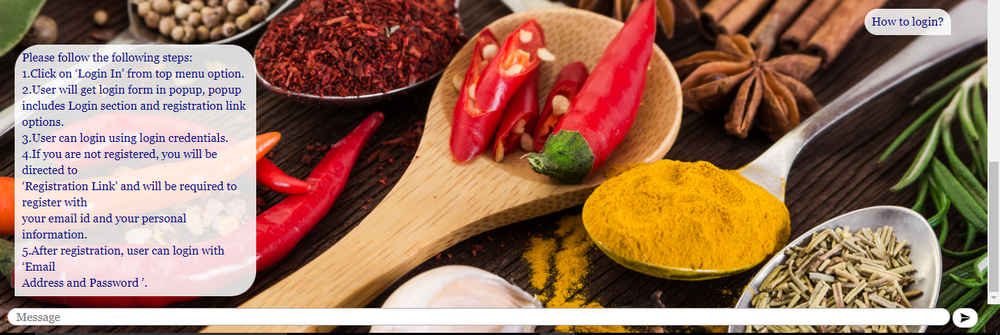 How to login?
Please follow the following steps:
1.Click on ‘Login In’ from top menu option.
2.User will get login form in popup, popup
includes Login section and registration link
options.
3.User can login using login credentials.
4.If you are not registered, you will be
directed to
‘Registration Link’ and will be required to
register with
your email id and your personal
information.
5.After registration, user can login with
‘Email
Address and Password ’.
Message